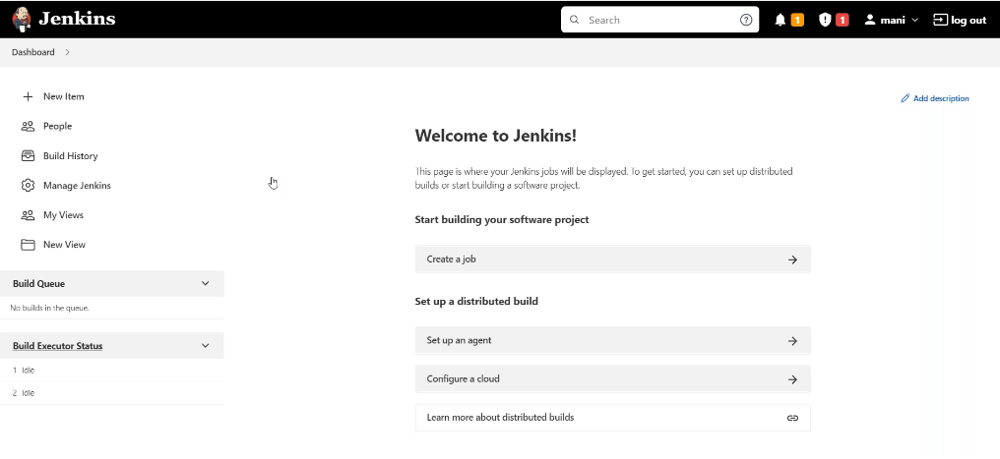 Jenkins
Search
1
1
mani
log out
Dashboard
New Item
People
Build History
Manage Jenkins
My Views
New View
Build Queue
No builds in the queue.
Build Executor Status
1 Idle
2 Idle
Add description
Welcome to Jenkins!
This page is where your Jenkins jobs will be displayed. To get started, you can set up distributed
builds or start building a software project.
Start building your software project
Create a job
Set up a distributed build
Set up an agent
Configure a cloud
Learn more about distributed builds